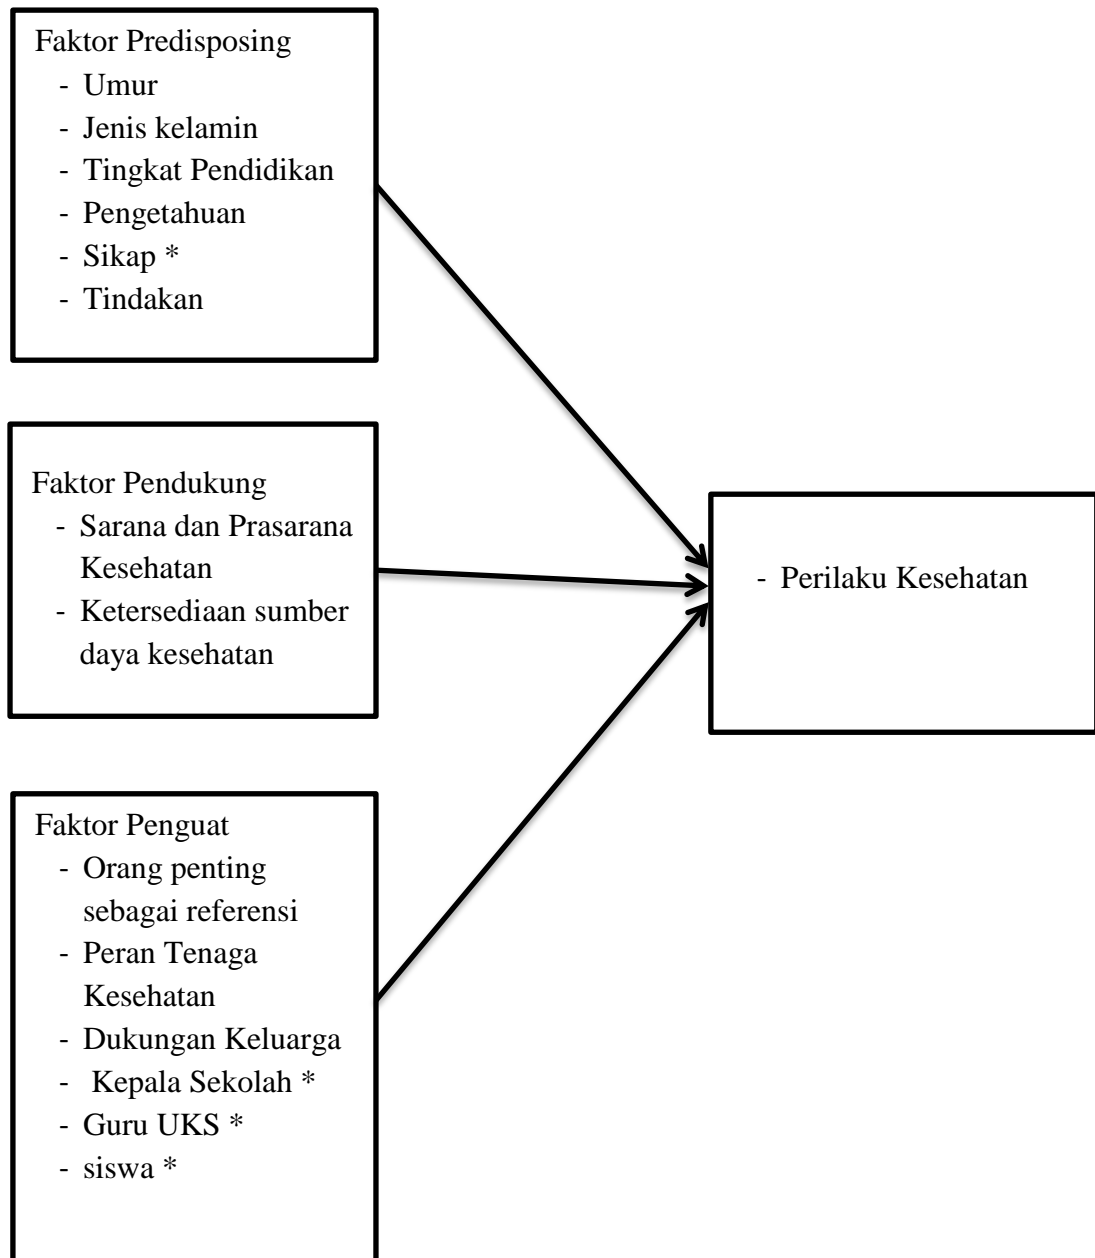 Faktor Predisposing
- Umur
- Jenis kelamin
- Tingkat Pendidikan
- Pengetahuan
- Sikap *
- Tindakan
Faktor Pendukung
- Sarana dan Prasarana
Kesehatan
- Ketersediaan sumber
daya kesehatan
- Perilaku Kesehatan
Faktor Penguat
- Orang penting
sebagai referensi
- Peran Tenaga
Kesehatan
- Dukungan Keluarga
- Kepala Sekolah *
- Guru UKS *
- siswa *